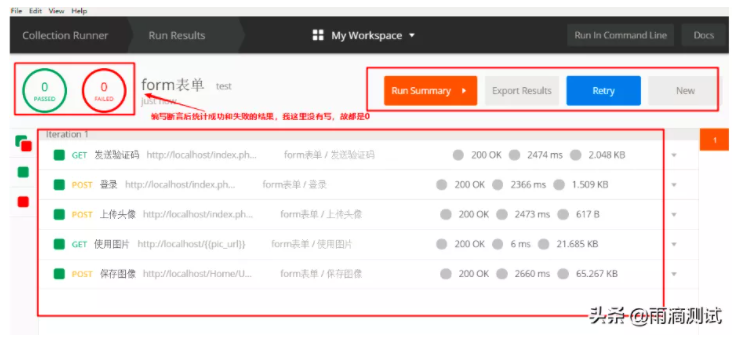 File Edit View Help
Collection Runner Run Results My Workspace Run In Command Line Docs
0 PASSED 0 FAILED form表单 test
just now
Run Summary Export Results Retry New
编写断言后统计成功和失败的结果，我这里没有写，故都是0
Iteration 1
1
GET 发送验证码 http://localhost/index.ph... form表单 / 发送验证码 200 OK 2474 ms 2.048 KB
POST 登录 http://localhost/index.ph... form表单 / 登录 200 OK 2366 ms 1.509 KB
POST 上传头像 http://localhost/index.ph... form表单 / 上传头像 200 OK 2473 ms 617 B
GET 使用图片 http://localhost/{{pic_url}} form表单 / 使用图片 200 OK 6 ms 21.685 KB
POST 保存图像 http://localhost/Home/U... form表单 / 保存图像 200 OK 2660 ms 65.267 KB
头条 @雨滴测试